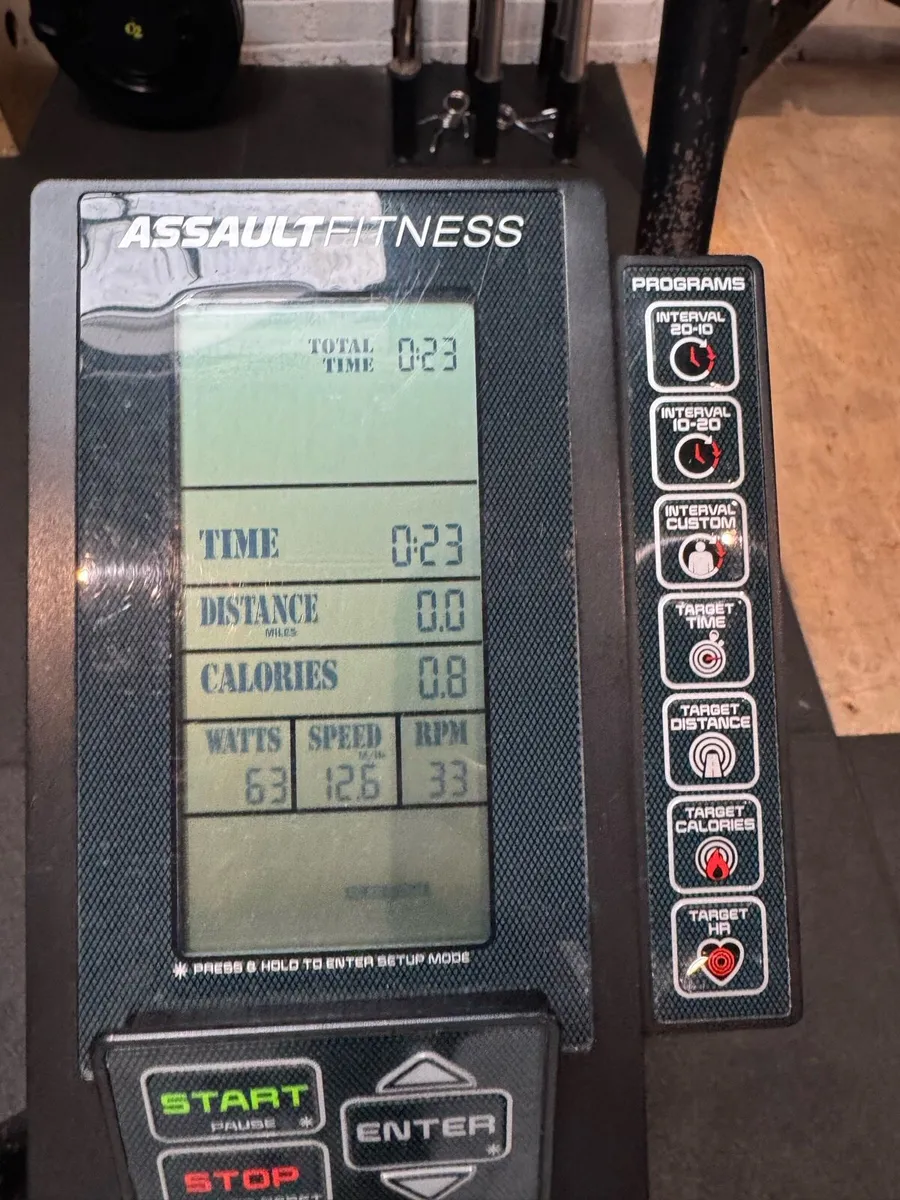 O2
ASSAULTFITNESS
TOTAL
TIME 0:23
TIME 0:23
DISTANCE 0.0
MILES
CALORIES 0.8
WATTS SPEED RPM
63 12.6 33
* PRESS & HOLD TO ENTER SETUP MODE
START
PAUSE *
STOP
ENTER
*
PROGRAMS
INTERVAL
20-10
INTERVAL
10-20
INTERVAL
CUSTOM
TARGET
TIME
TARGET
DISTANCE
TARGET
CALORIES
TARGET
HR